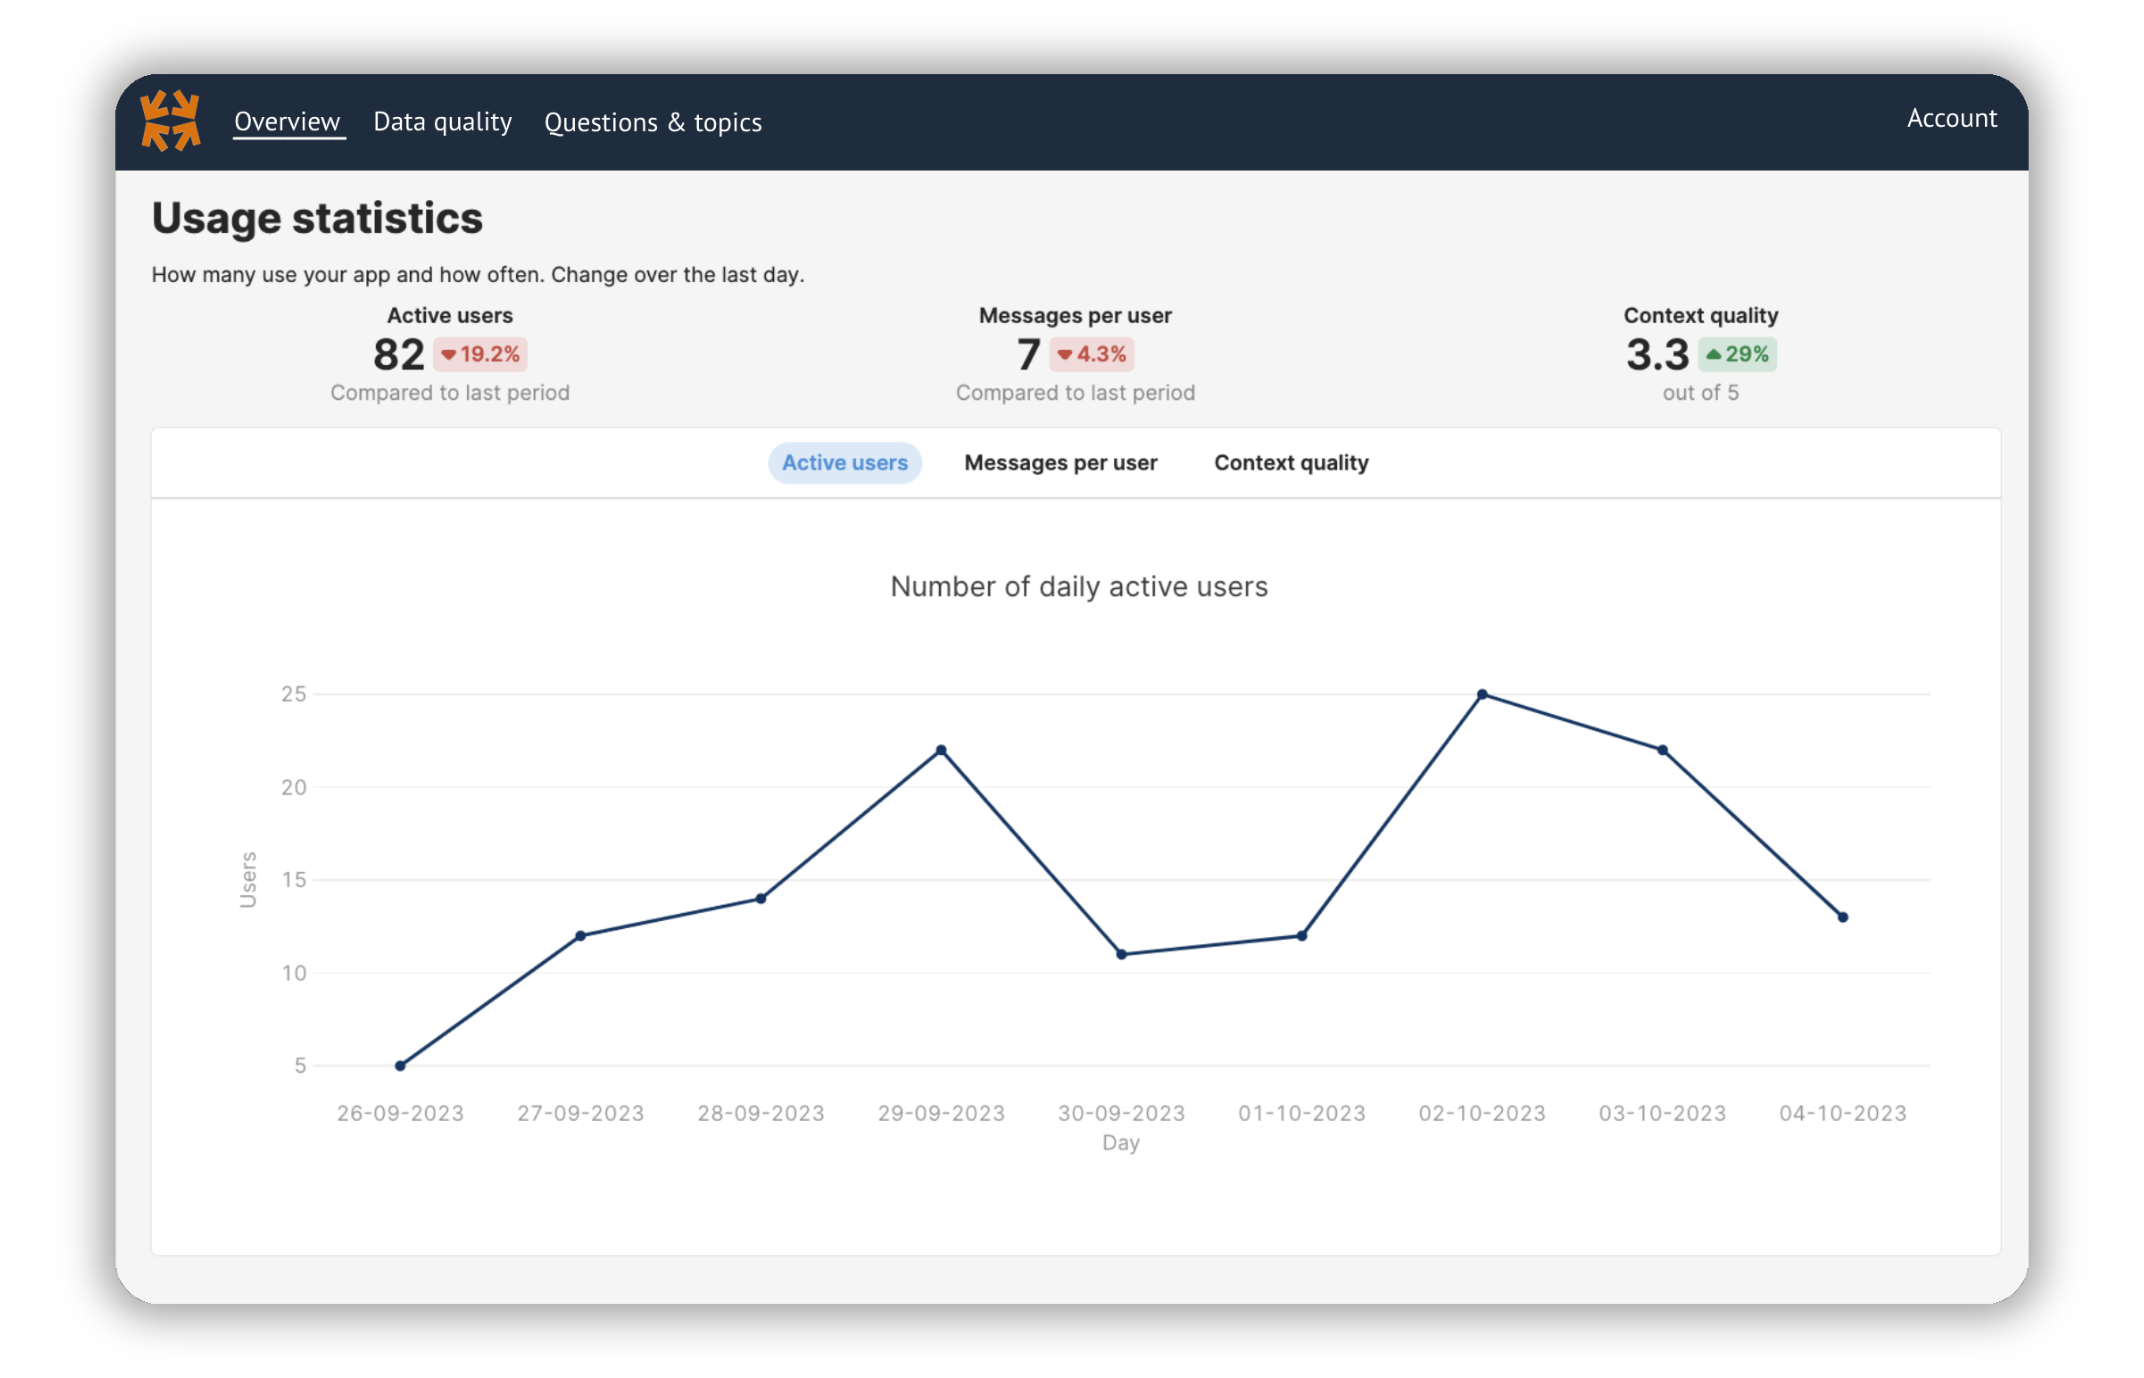 Overview Data quality Questions & topics Account
Usage statistics
How many use your app and how often. Change over the last day.
Active users Messages per user Context quality
82 19.2% 7 4.3% 3.3 29%
Compared to last period Compared to last period out of 5
Active users Messages per user Context quality
Number of daily active users
25
20
15
10
5
Users
26-09-2023 27-09-2023 28-09-2023 29-09-2023 30-09-2023 01-10-2023 02-10-2023 03-10-2023 04-10-2023
Day